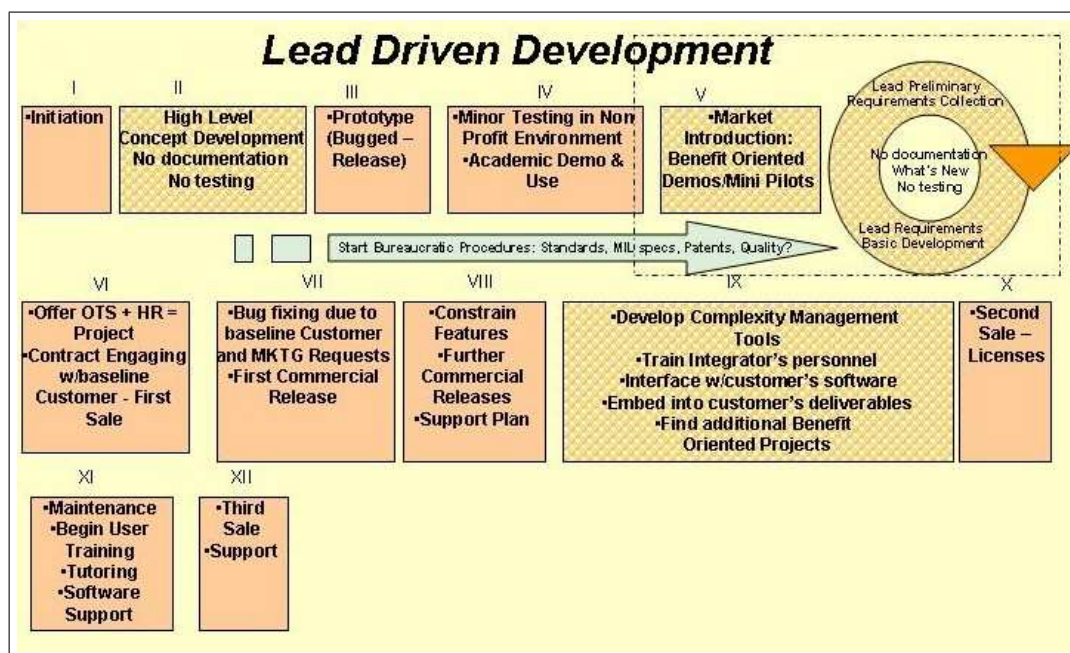 Lead Driven Development
I
II
III
IV
V
•Initiation
High Level
Concept Development
No documentation
No testing
•Prototype
(Bugged –
Release)
•Minor Testing in Non
Profit Environment
•Academic Demo &
Use
•Market
Introduction:
Benefit Oriented
Demos/Mini Pilots
Lead Preliminary
Requirements Collection
No documentation
What's New
No testing
Lead Requirements
Basic Development
Start Bureaucratic Procedures: Standards, MIL specs, Patents, Quality?
VI
VII
VIII
IX
X
•Offer OTS + HR =
Project
•Contract Engaging
w/baseline
Customer - First
Sale
•Bug fixing due to
baseline Customer
and MKTG Requests
•First Commercial
Release
•Constrain
Features
•Further
Commercial
Releases
•Support Plan
•Develop Complexity Management
Tools
•Train Integrator's personnel
•Interface w/customer's software
•Embed into customer's deliverables
•Find additional Benefit
Oriented Projects
•Second
Sale –
Licenses
XI
XII
•Maintenance
•Begin User
Training
•Tutoring
•Software
Support
•Third
Sale
•Support